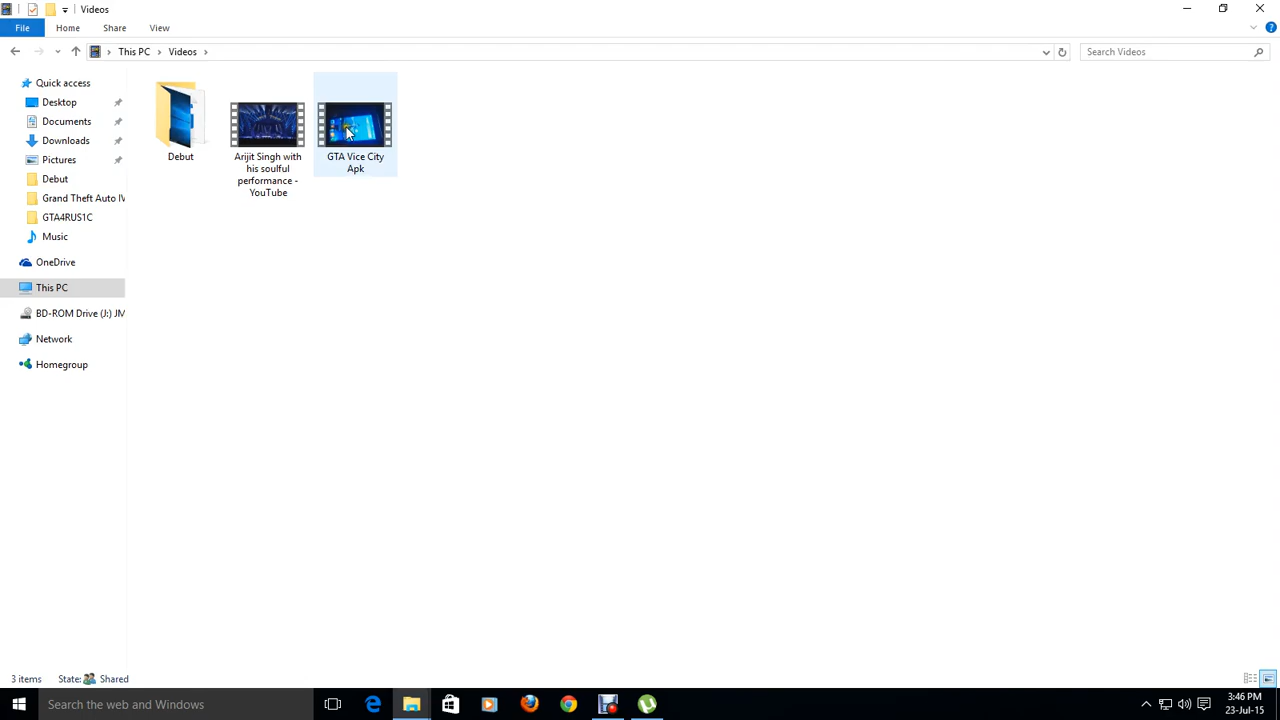 Videos
File Home Share View
This PC Videos
Search Videos
Quick access
Desktop
Documents
Downloads
Pictures
Debut
Grand Theft Auto IV
GTA4RUS1C
Music
OneDrive
This PC
BD-ROM Drive (J:) JM
Network
Homegroup
Debut
Arijit Singh with
his soulful
performance -
YouTube
GTA Vice City
Apk
3 items State: Shared
Search the web and Windows
3:46 PM
23-Jul-15